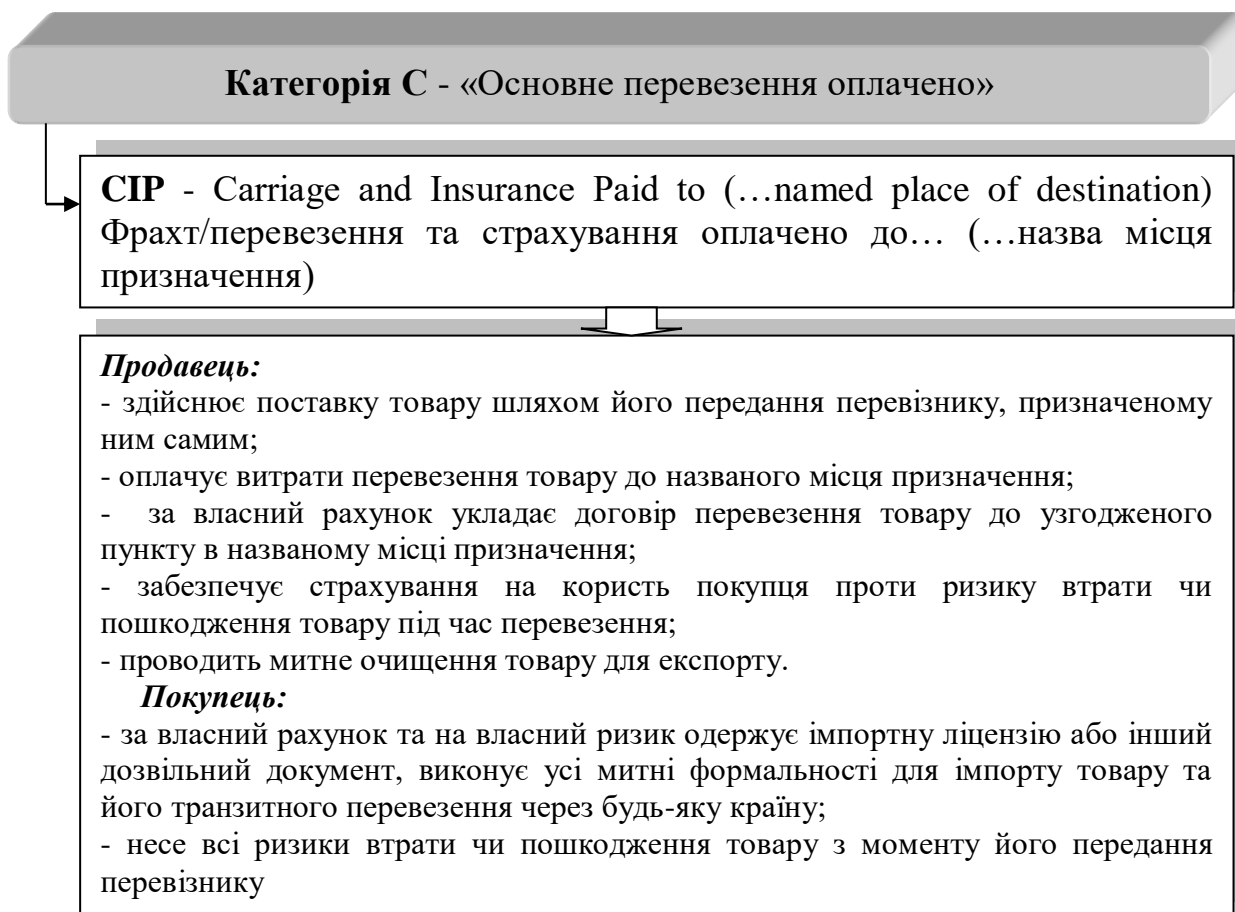 Категорія С - «Основне перевезення оплачено»
CIP - Carriage and Insurance Paid to (…named place of destination)
Фрахт/перевезення та страхування оплачено до… (…назва місця
призначення)
Продавець:
- здійснює поставку товару шляхом його передання перевізнику, призначеному
ним самим;
- оплачує витрати перевезення товару до названого місця призначення;
- за власний рахунок укладає договір перевезення товару до узгодженого
пункту в названому місці призначення;
- забезпечує страхування на користь покупця проти ризику втрати чи
пошкодження товару під час перевезення;
- проводить митне очищення товару для експорту.
Покупець:
- за власний рахунок та на власний ризик одержує імпортну ліцензію або інший
дозвільний документ, виконує усі митні формальності для імпорту товару та
його транзитного перевезення через будь-яку країну;
- несе всі ризики втрати чи пошкодження товару з моменту його передання
перевізнику